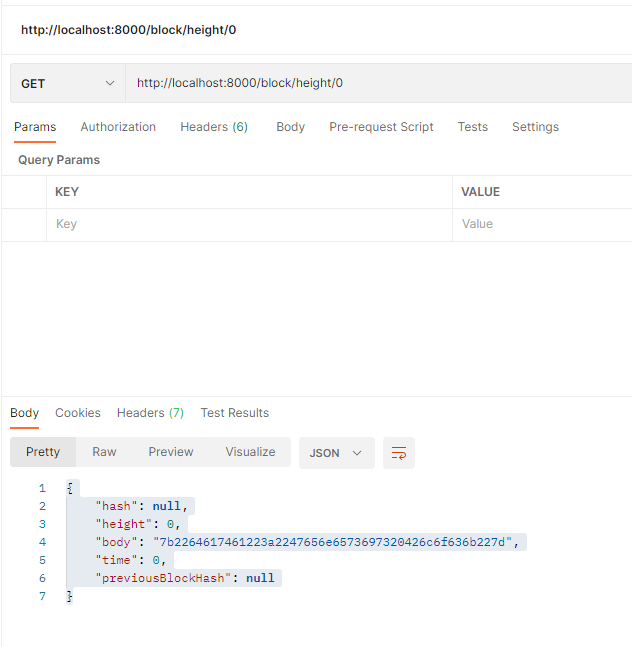 http://localhost:8000/block/height/0
GET http://localhost:8000/block/height/0
Params Authorization Headers (6) Body Pre-request Script Tests Settings
Query Params
KEY VALUE
Key Value
Body Cookies Headers (7) Test Results
Pretty Raw Preview Visualize JSON
1 {
2 "hash": null,
3 "height": 0,
4 "body": "7b2264617461223a2247656e6573697320426c6f636b227d",
5 "time": 0,
6 "previousBlockHash": null
7 }